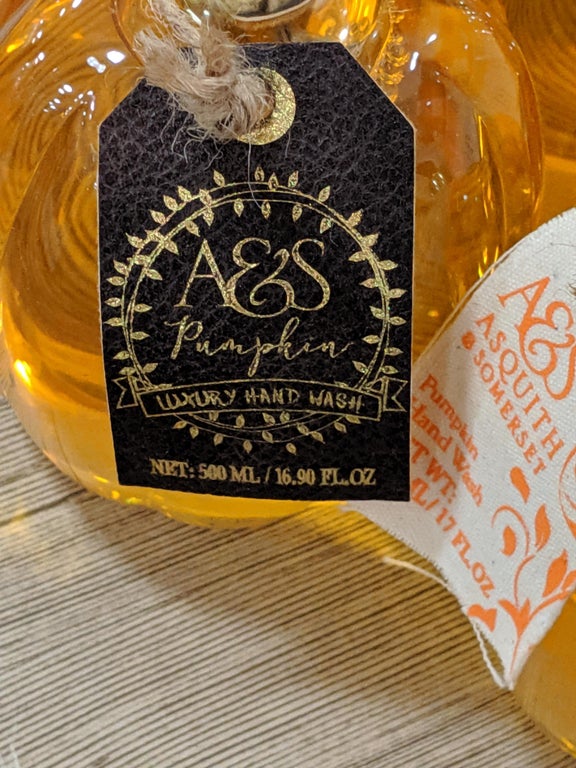 A&S
Pumpkin
LUXURY HAND WASH
NET: 500 ML / 16.90 FL.OZ
A&S
ASQUITH
& SOMERSET
Pumpkin
Hand Wash
WT:
/ 17 FL OZ